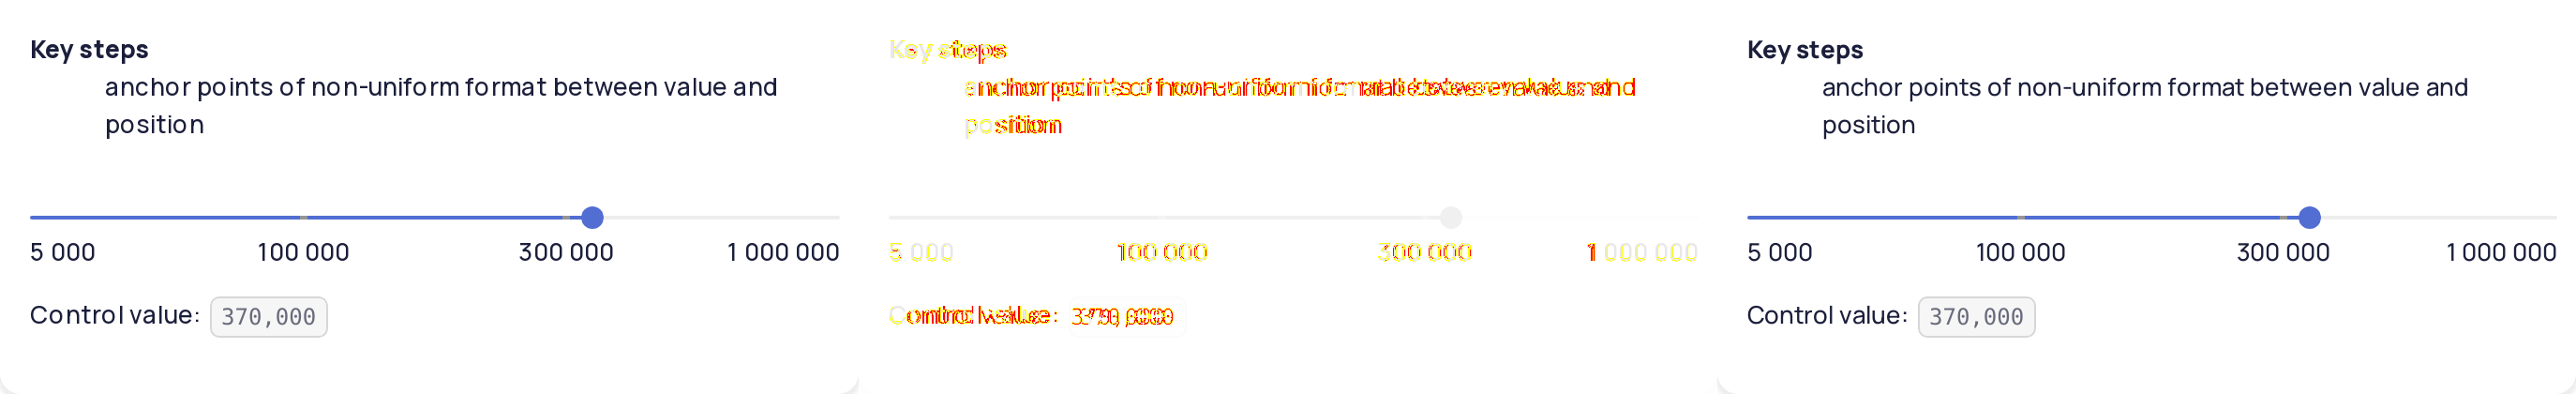 Key steps
anchor points of non-uniform format between value and
position
5 000 100 000 300 000 1 000 000
Control value: 370,000
Key steps
anchor points of non-uniform format between value and
position
5 000 100 000 300 000 1 000 000
Control value:
Key steps
anchor points of non-uniform format between value and
position
5 000 100 000 300 000 1 000 000
Control value: 370,000